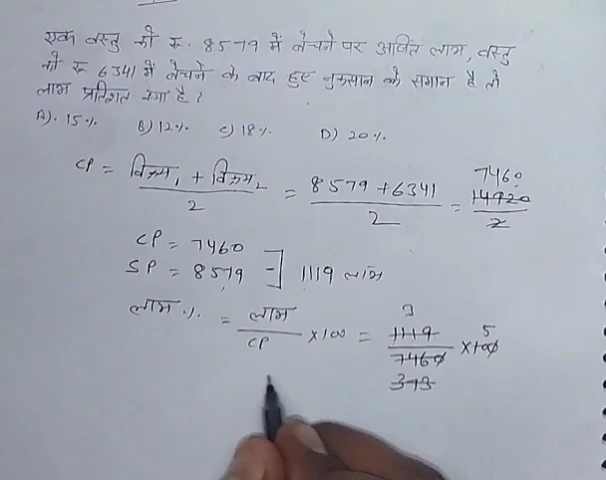 एक वस्तु को रू. 8579 में बेचने पर अर्जित लाभ, वस्तु
को रू 6341 में बेचने के बाद हुए नुकसान के समान है तो
लाभ प्रतिशत क्या है?
A). 15% B) 12% C) 18% D) 20%
CP = विक्रय₁ + विक्रय₂ / 2 = 8579 + 6341 / 2 = 7460 14920 / 2
CP = 7460
SP = 8579 - ] 1119 लाभ
लाभ % = लाभ / CP × 100 = 3 1119 / 7460 373 × 100 5